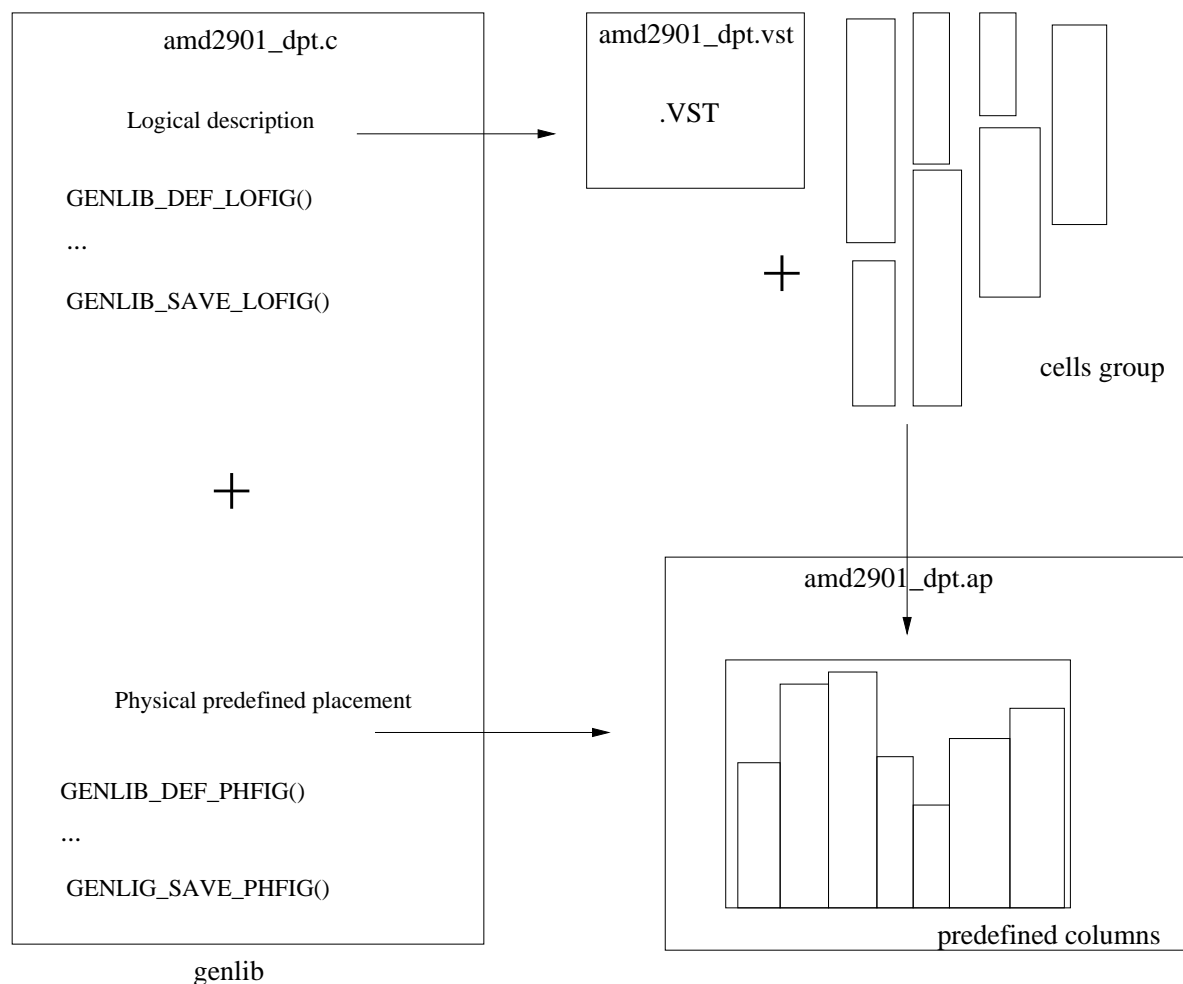 amd2901_dpt.c
Logical description
GENLIB_DEF_LOFIG()
...
GENLIB_SAVE_LOFIG()
+
Physical predefined placement
GENLIB_DEF_PHFIG()
...
GENLIG_SAVE_PHFIG()
genlib
amd2901_dpt.vst
.VST
+
cells group
amd2901_dpt.ap
predefined columns